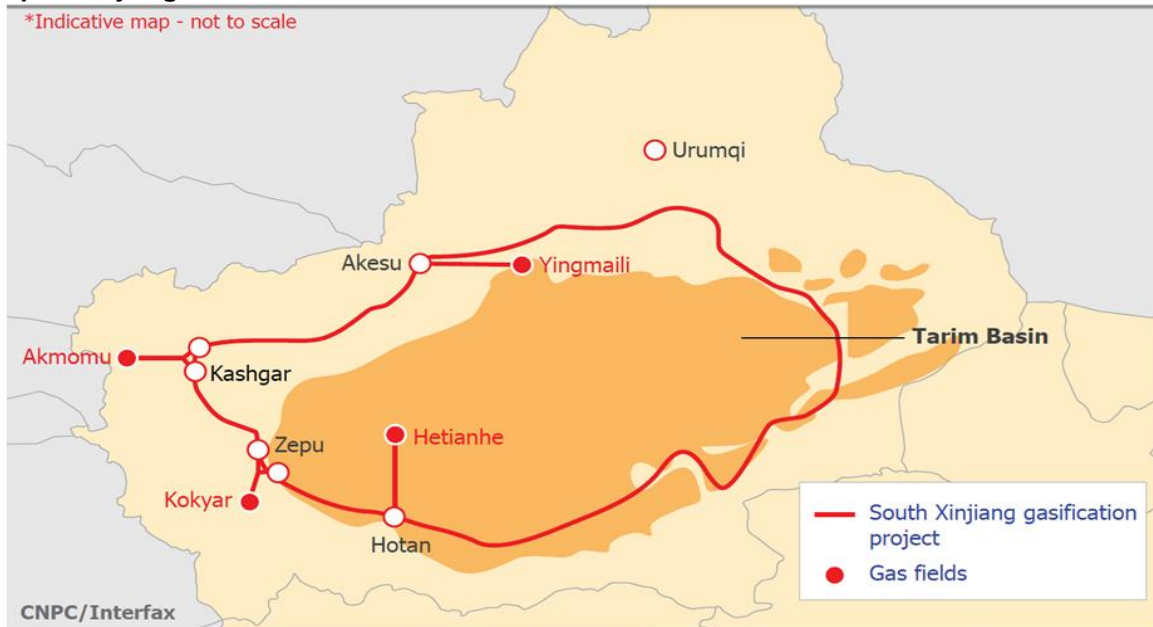 *Indicative map - not to scale
Urumqi
Akesu
Yingmaili
Tarim Basin
Akmomu
Kashgar
Hetianhe
Zepu
Kokyar
Hotan
South Xinjiang gasification
project
Gas fields
CNPC/Interfax